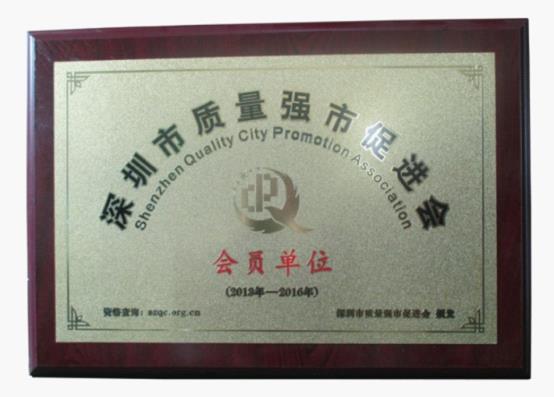 深圳市质量强市促进会
Shenzhen Quality City Promotion Association
会员单位
(2013年—2016年)
资格查询: szqc.org.cn
深圳市质量强市促进会 颁发